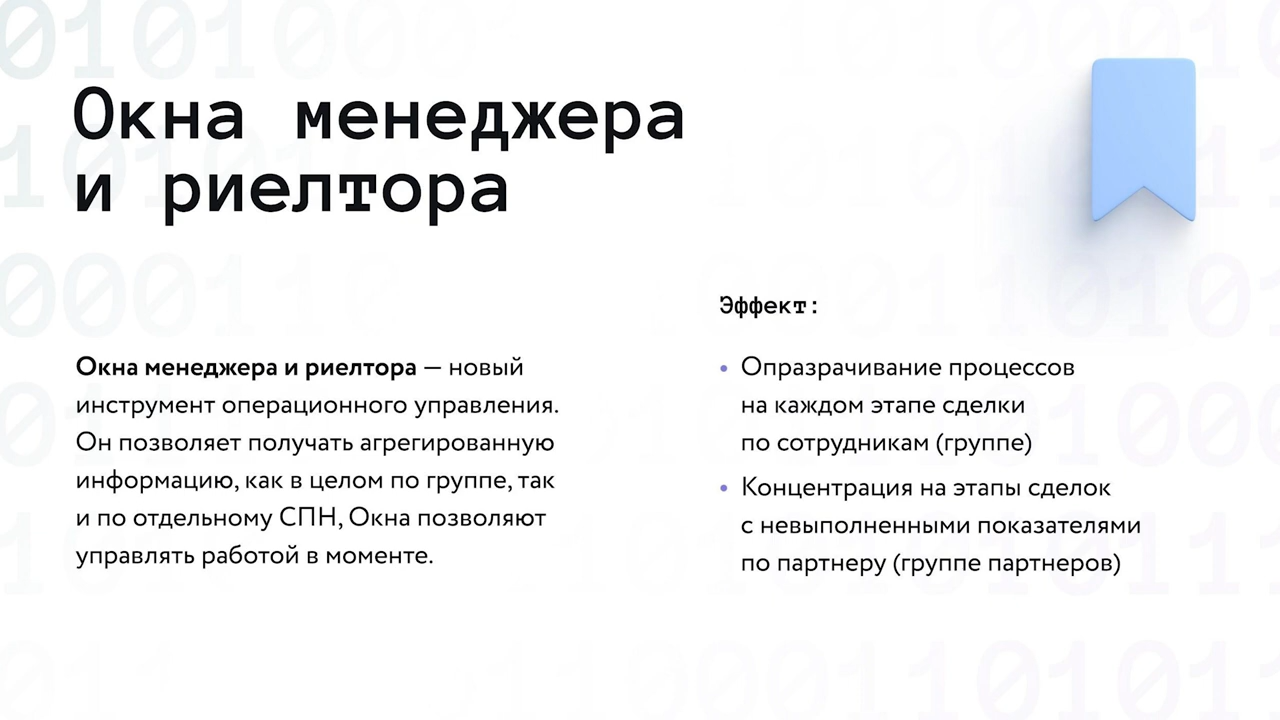 Окна менеджера
и риелтора
Окна менеджера и риелтора — новый
инструмент операционного управления.
Он позволяет получать агрегированную
информацию, как в целом по группе, так
и по отдельному СПН, Окна позволяют
управлять работой в моменте.
Эффект:
• Опразрачивание процессов
на каждом этапе сделки
по сотрудникам (группе)
• Концентрация на этапы сделок
с невыполненными показателями
по партнеру (группе партнеров)